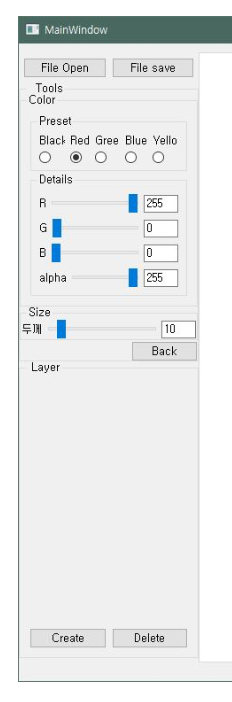 MainWindow
File Open File save
Tools
Color
Preset
Black Red Gree Blue Yello
Details
R 255
G 0
B 0
alpha 255
Size
두께 10
Back
Layer
Create Delete